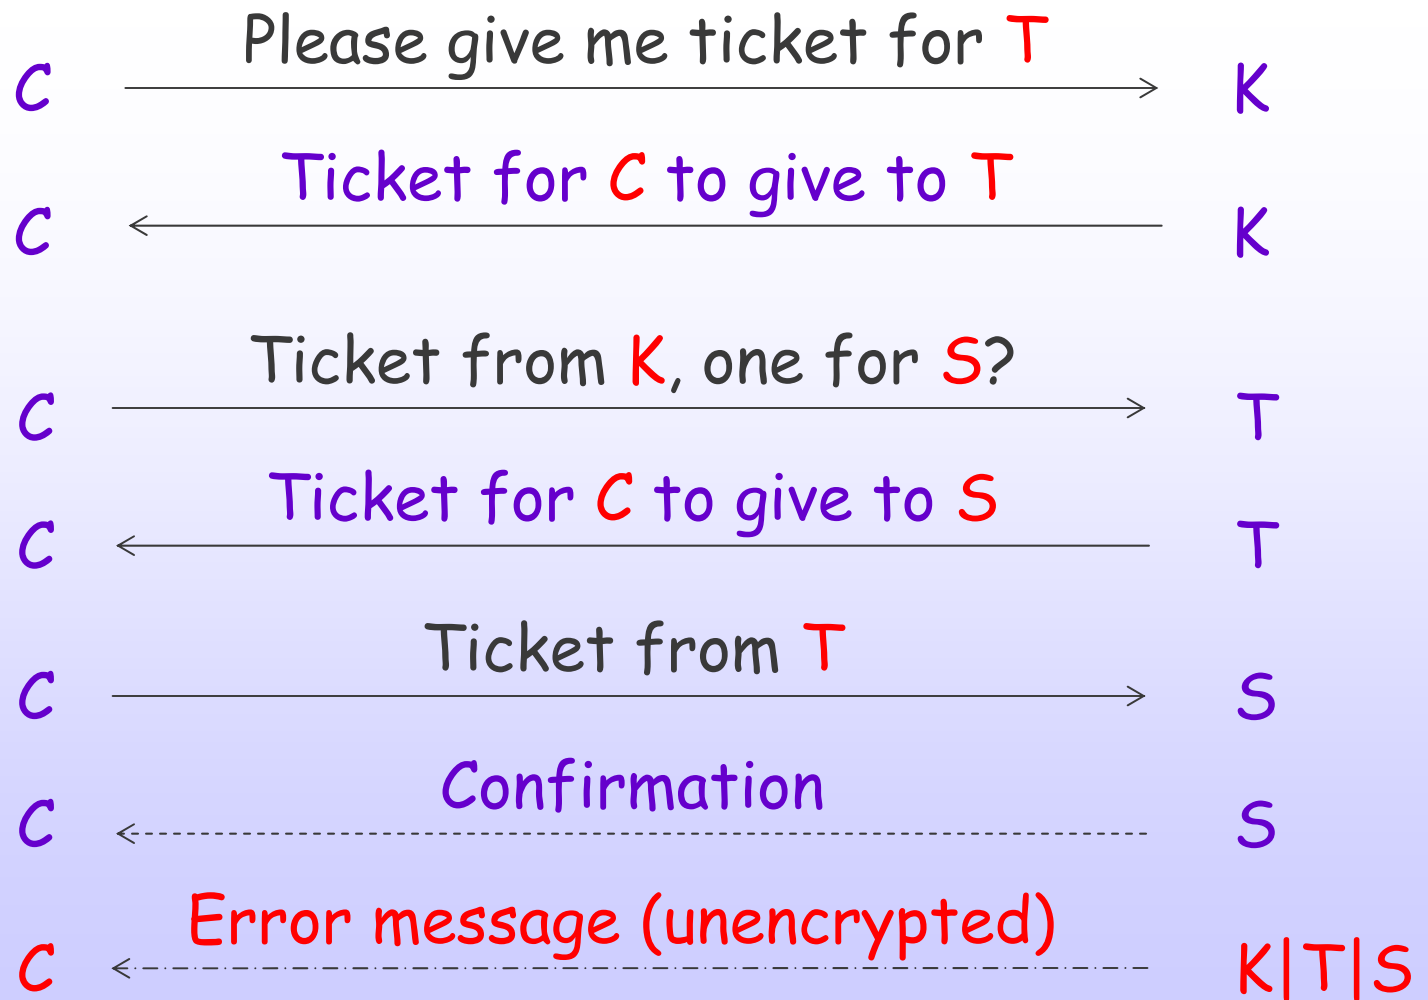 Please give me ticket for T
C K
Ticket for C to give to T
C K
Ticket from K, one for S?
C T
Ticket for C to give to S
C T
Ticket from T
C S
Confirmation
C S
Error message (unencrypted)
C K|T|S